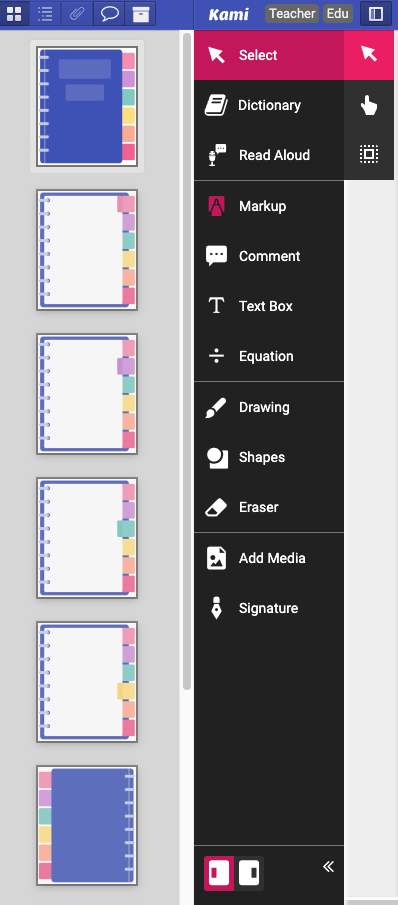 Kami Teacher Edu
Select
Dictionary
Read Aloud
Markup
Comment
Text Box
Equation
Drawing
Shapes
Eraser
Add Media
Signature